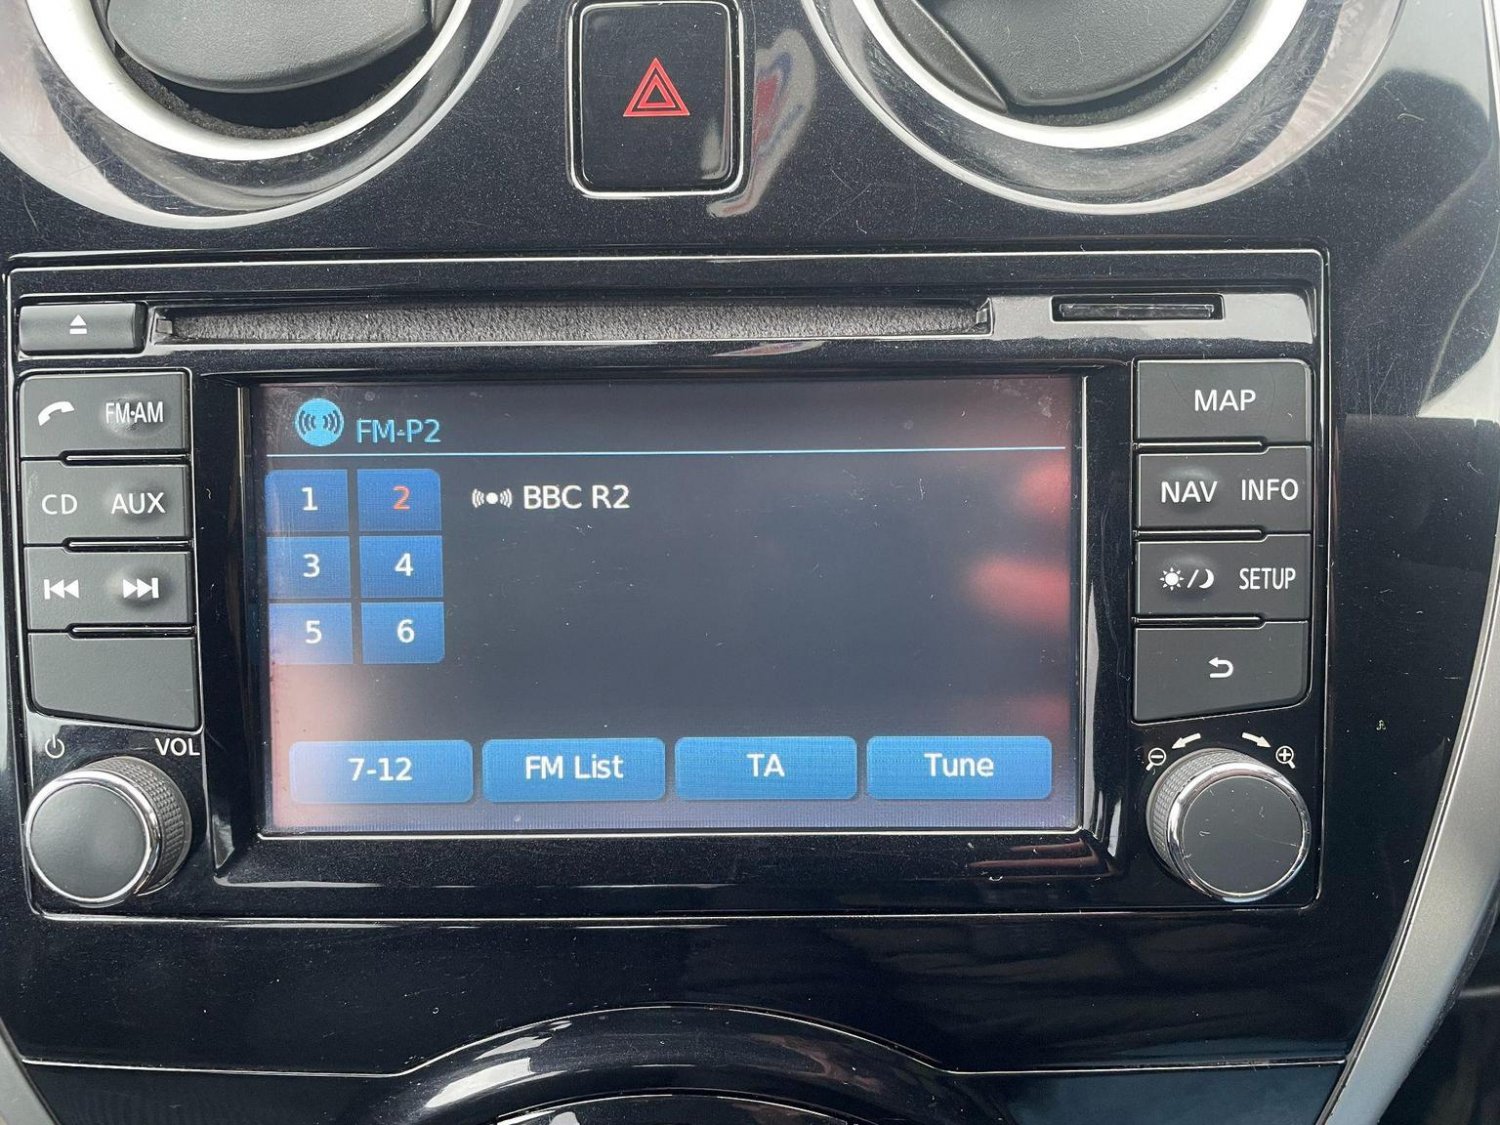 FM-AM
CD AUX
VOL
FM-P2
1 2
BBC R2
3 4
5 6
7-12 FM List TA Tune
MAP
NAV INFO
SETUP